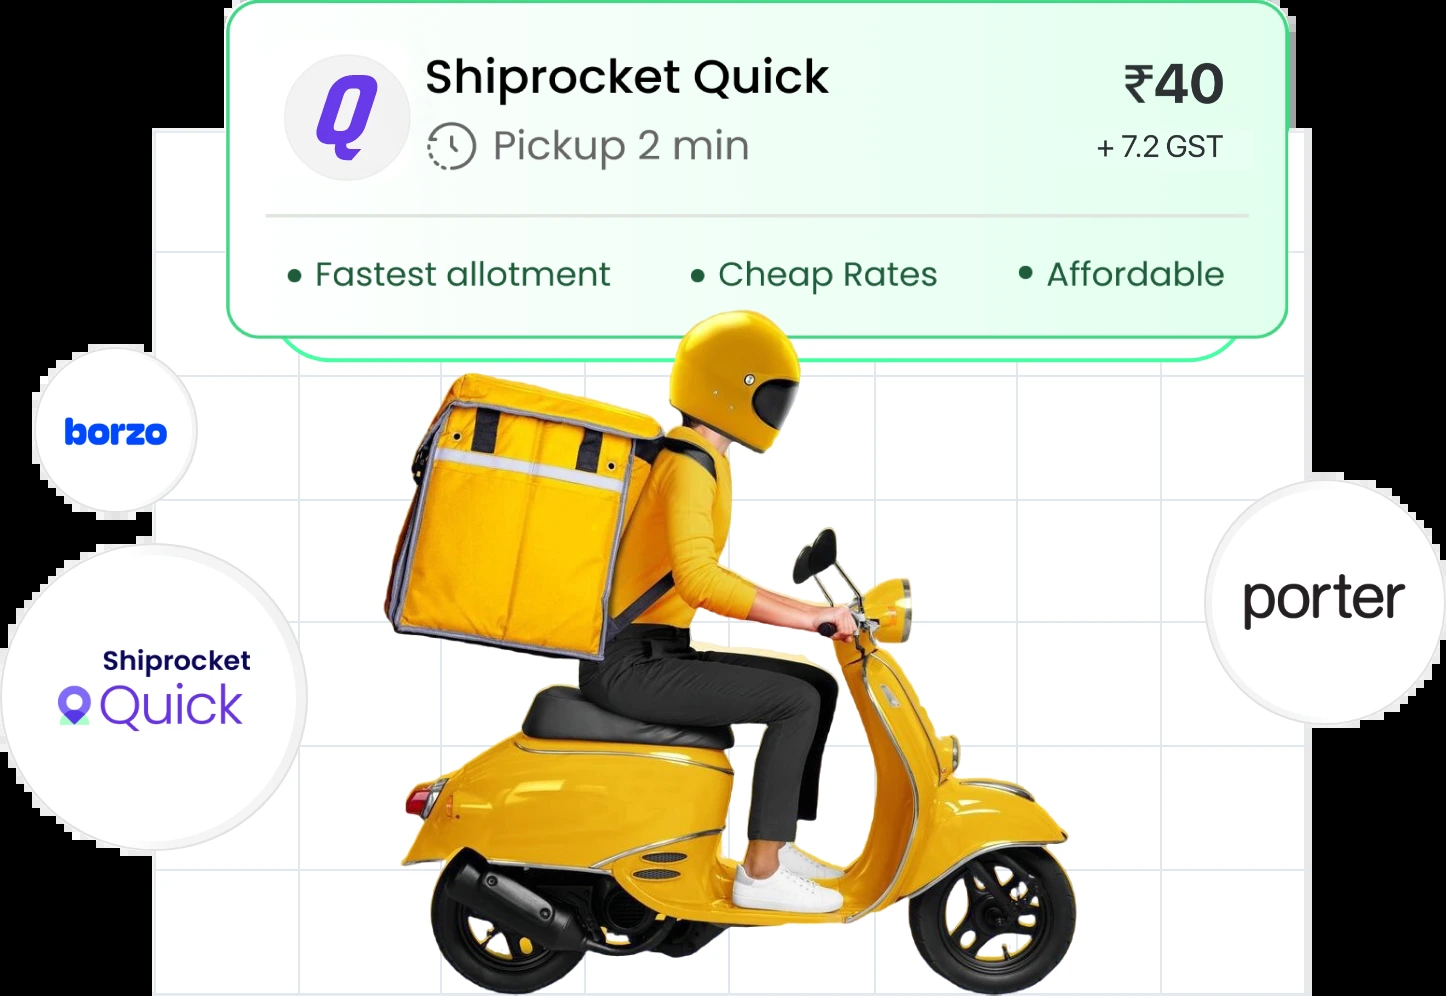 Q
Shiprocket Quick
₹40
Pickup 2 min
+ 7.2 GST
• Fastest allotment
• Cheap Rates
• Affordable
borzo
porter
Shiprocket
Quick